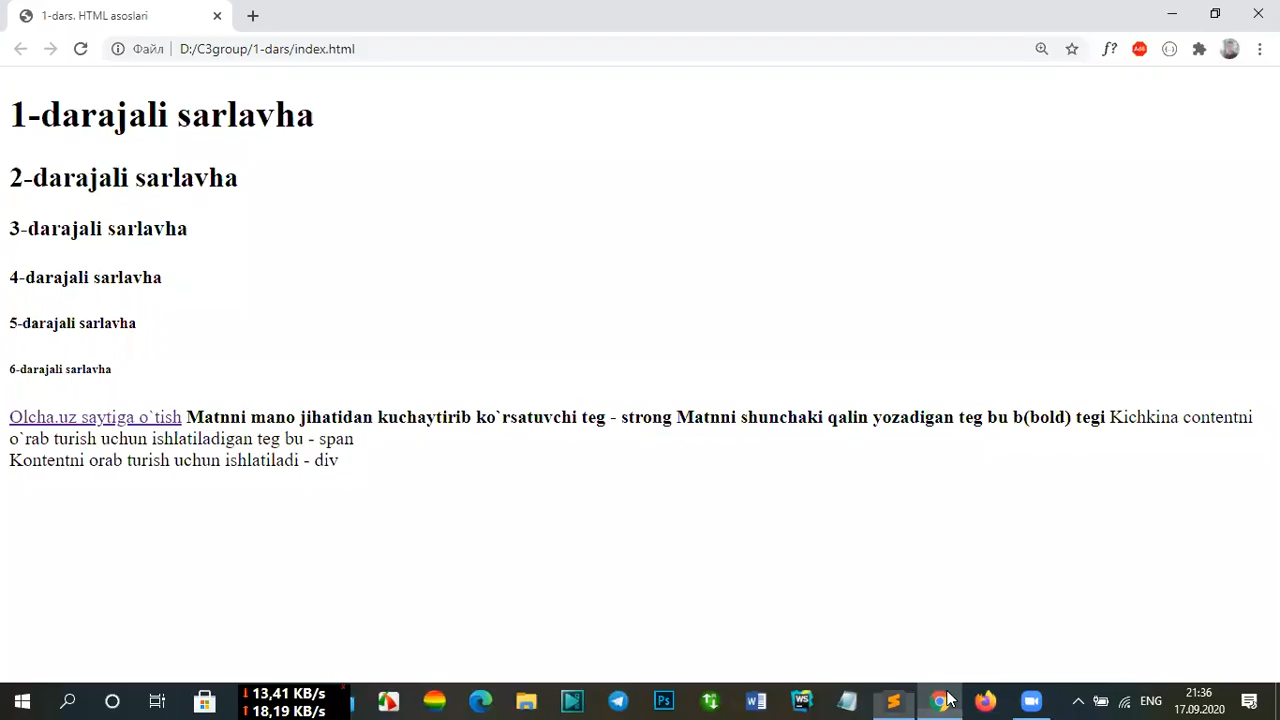 1-dars. HTML asoslari
Файл
D:/C3group/1-dars/index.html
f?
1-darajali sarlavha
2-darajali sarlavha
3-darajali sarlavha
4-darajali sarlavha
5-darajali sarlavha
6-darajali sarlavha
Olcha.uz saytiga o`tish Matnni mano jihatidan kuchaytirib ko`rsatuvchi teg - strong Matnni shunchaki qalin yozadigan teg bu b(bold) tegi Kichkina contentni
o`rab turish uchun ishlatiladigan teg bu - span
Kontentni orab turish uchun ishlatiladi - div
13,41 KB/s
18,19 KB/s
Ps
W
WS
ENG
21:36
17.09.2020